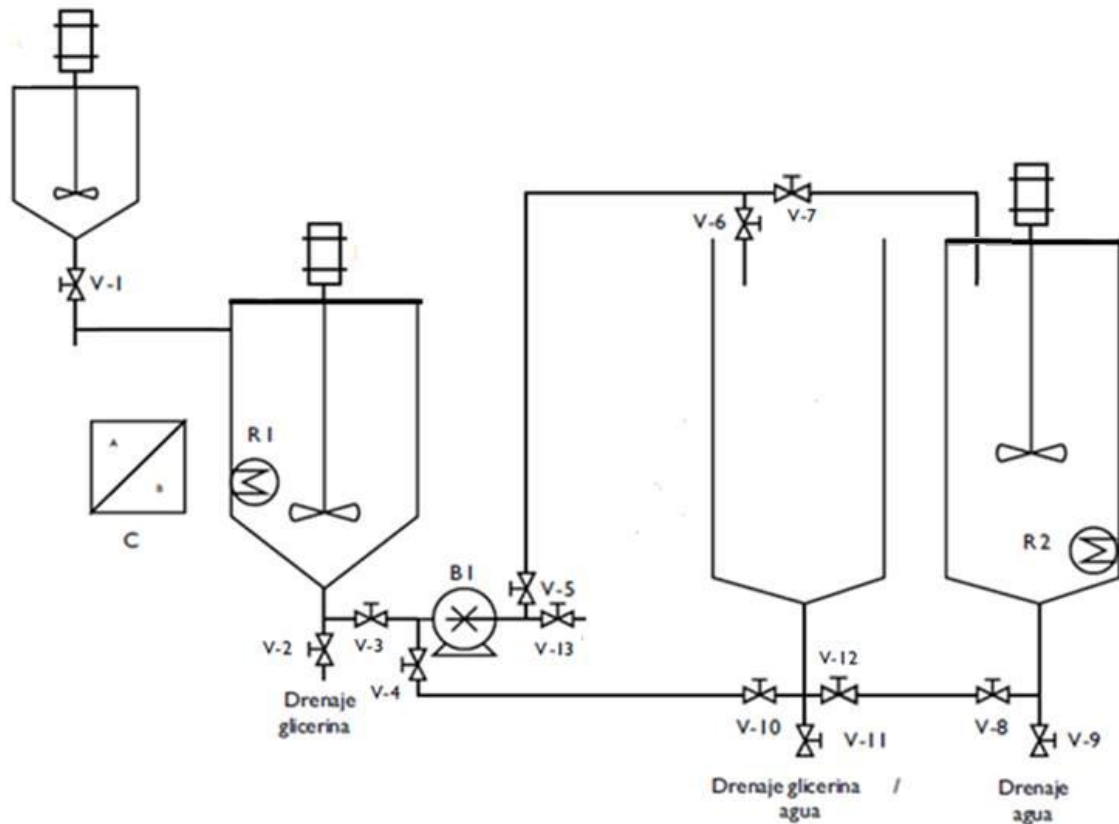 V-1
V-6
V-7
R1
A
B
C
R2
B1
V-5
V-2
V-3
V-13
V-4
V-12
Drenaje
glicerina
V-10
V-11
V-8
V-9
Drenaje glicerina /
agua
Drenaje
agua